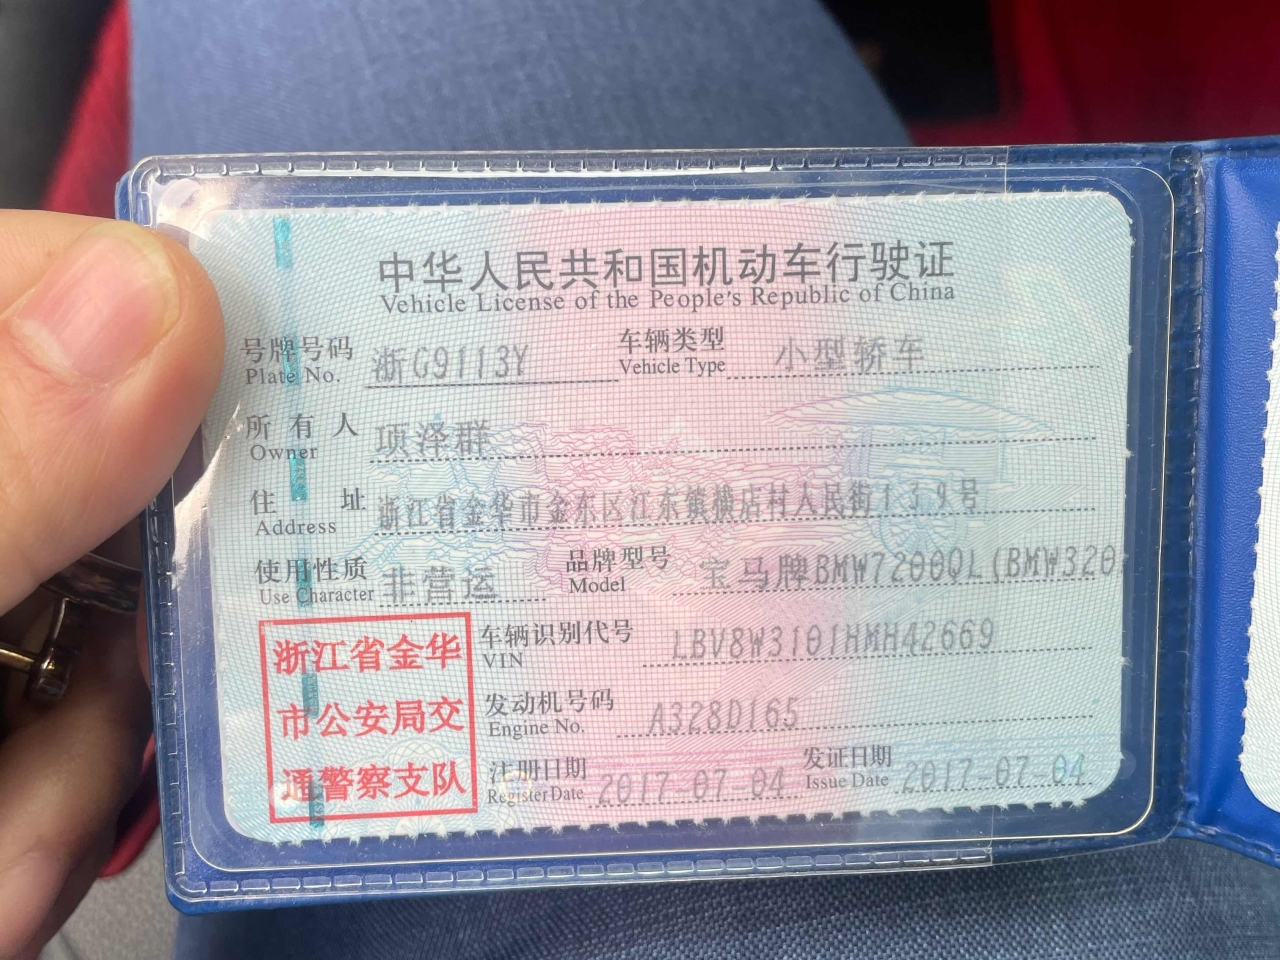 中华人民共和国机动车行驶证
Vehicle License of the People's Republic of China
号牌号码 浙G9113Y 车辆类型 小型轿车
Plate No. Vehicle Type
所有人 项泽群
Owner
住址 浙江省金华市金东区江东镇横店村人民街139号
Address
使用性质 非营运 品牌型号 宝马牌BMW7200QL(BMW320
Use Character Model
浙江省金华
市公安局交
通警察支队
车辆识别代号 LBV8W3101HMH42669
VIN
发动机号码 A328D165
Engine No.
注册日期 2017-07-04 发证日期 2017-07-04
Register Date Issue Date